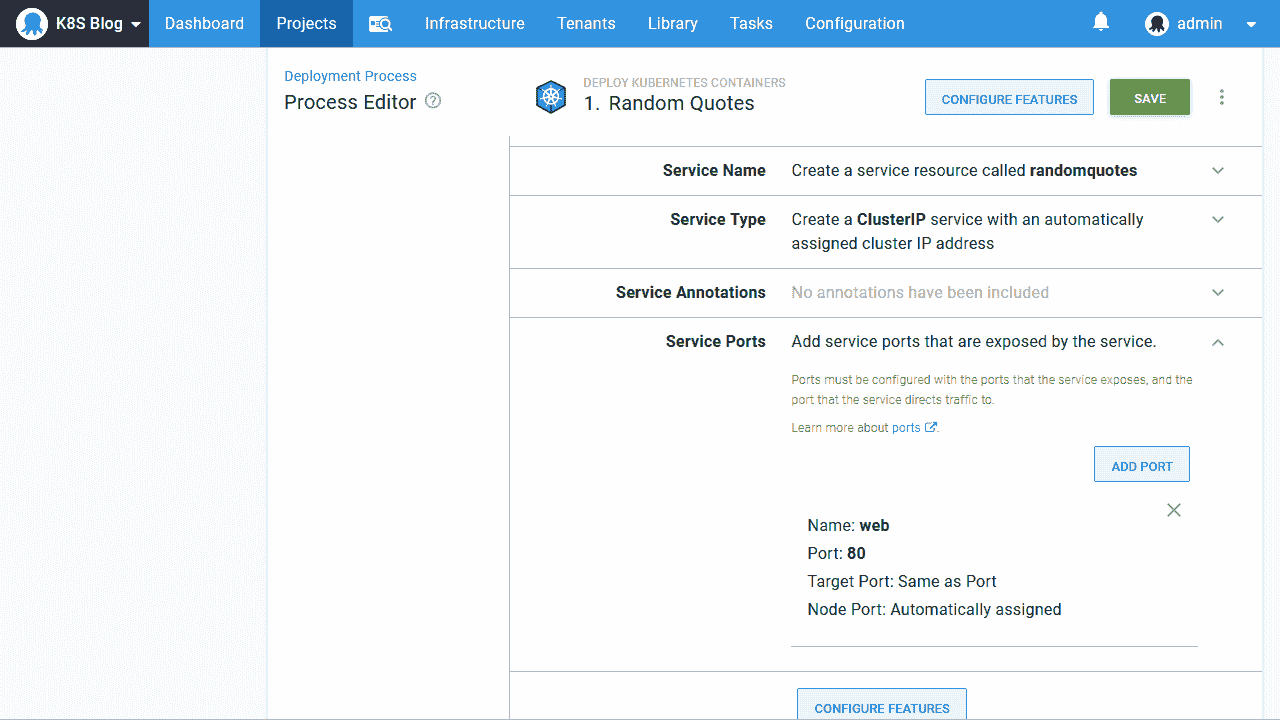 K8S Blog
Dashboard
Projects
Infrastructure
Tenants
Library
Tasks
Configuration
admin
Deployment Process
Process Editor
DEPLOY KUBERNETES CONTAINERS
1. Random Quotes
CONFIGURE FEATURES
SAVE
Service Name
Create a service resource called randomquotes
Service Type
Create a ClusterIP service with an automatically
assigned cluster IP address
Service Annotations
No annotations have been included
Service Ports
Add service ports that are exposed by the service.
Ports must be configured with the ports that the service exposes, and the
port that the service directs traffic to.
Learn more about ports.
ADD PORT
Name: web
Port: 80
Target Port: Same as Port
Node Port: Automatically assigned
CONFIGURE FEATURES